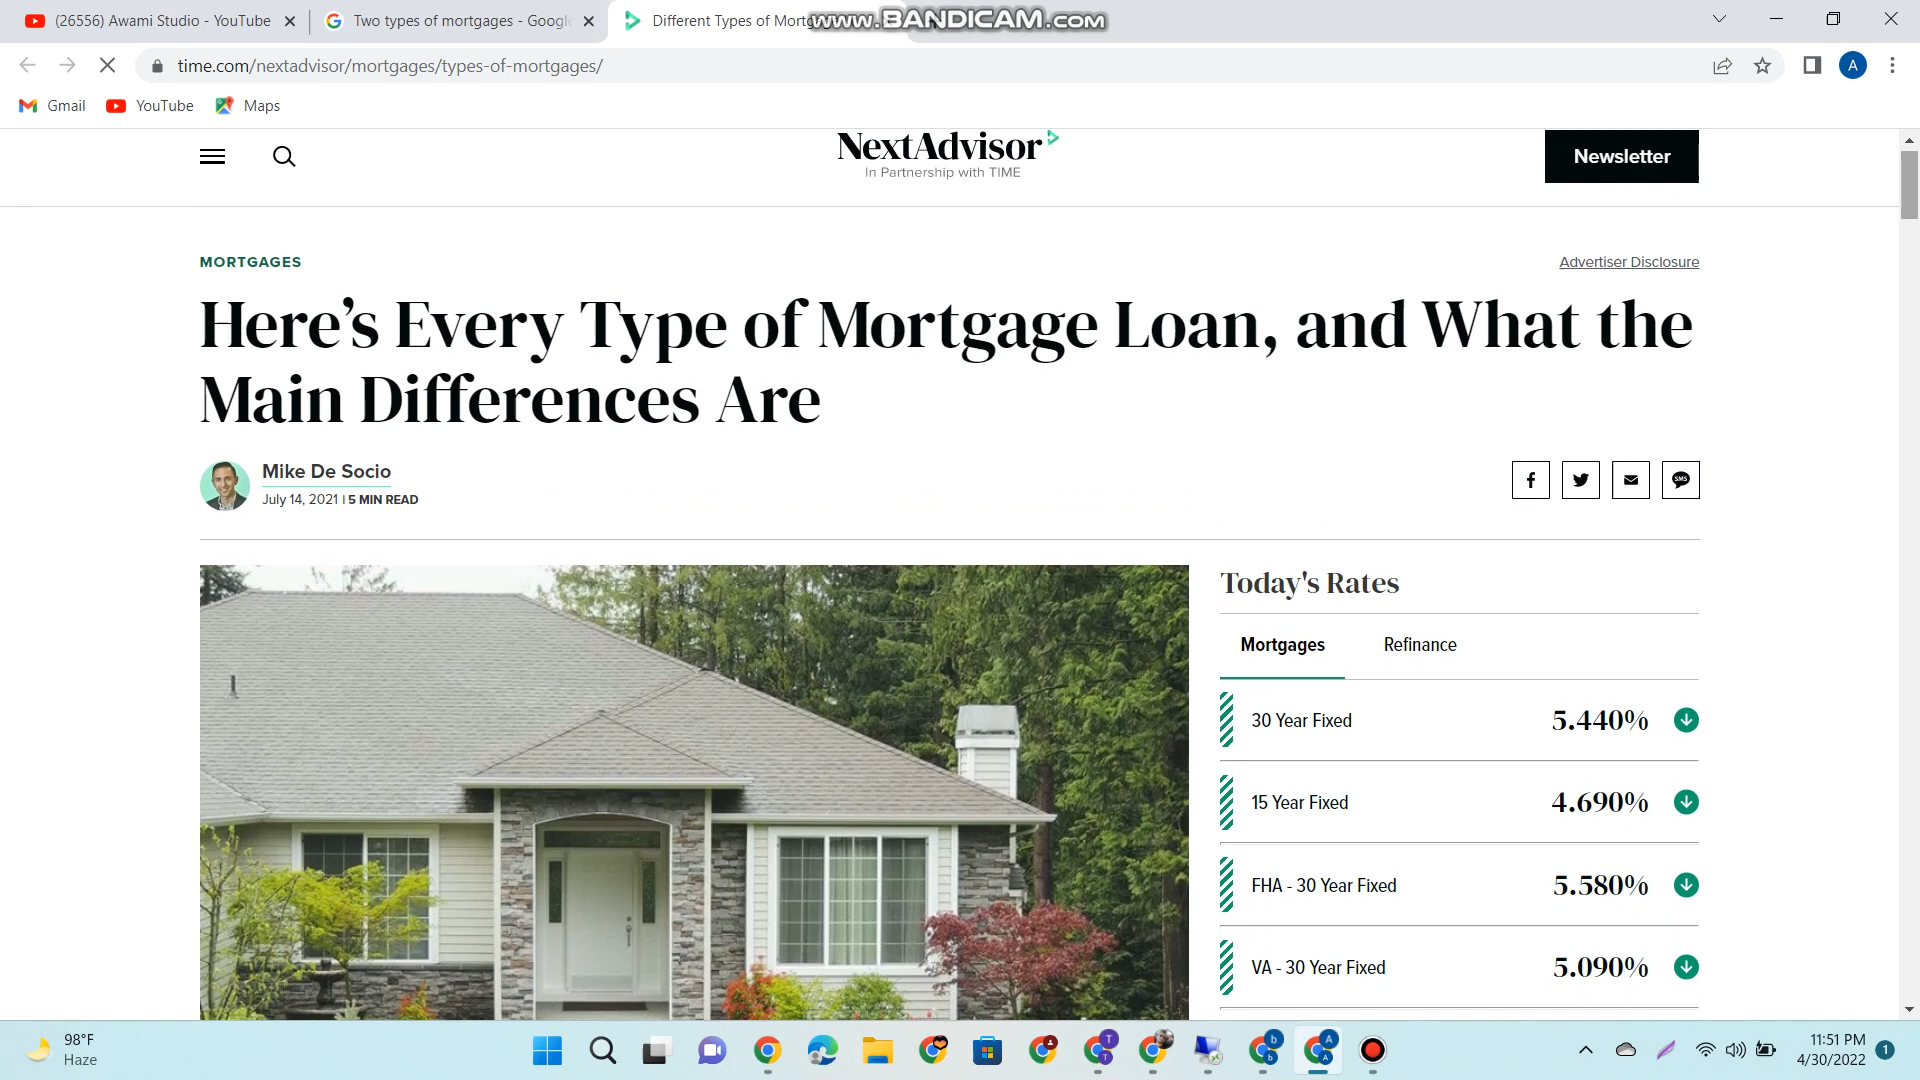 (26556) Awami Studio - YouTube
Two types of mortgages - Google
Different Types of Mortg
www.BANDICAM.com
time.com/nextadvisor/mortgages/types-of-mortgages/
A
Gmail
YouTube
Maps
NextAdvisor
In Partnership with TIME
Newsletter
MORTGAGES
Advertiser Disclosure
Here’s Every Type of Mortgage Loan, and What the
Main Differences Are
Mike De Socio
July 14, 2021 | 5 MIN READ
SMS
Today's Rates
Mortgages
Refinance
30 Year Fixed
5.440%
15 Year Fixed
4.690%
FHA - 30 Year Fixed
5.580%
VA - 30 Year Fixed
5.090%
98°F
Haze
T
T
b
b
A
A
11:51 PM
4/30/2022
1